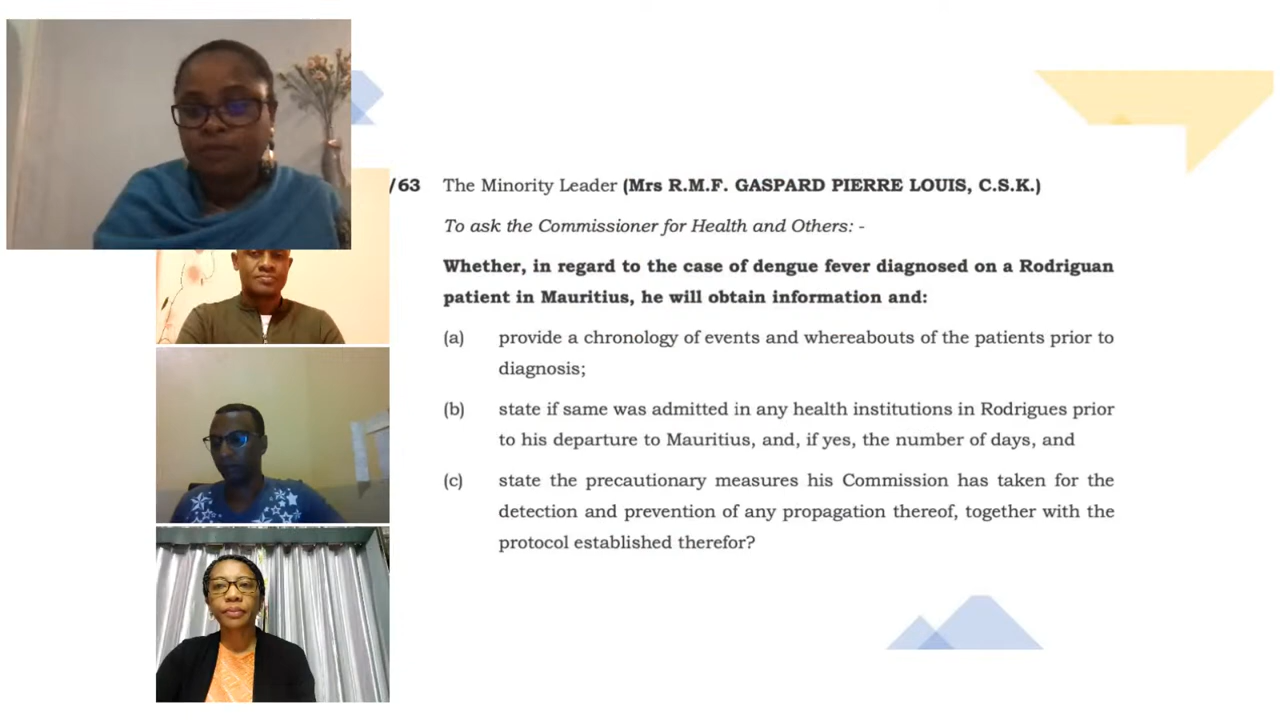 /63 The Minority Leader (Mrs R.M.F. GASPARD PIERRE LOUIS, C.S.K.)
To ask the Commissioner for Health and Others: -
Whether, in regard to the case of dengue fever diagnosed on a Rodriguan
patient in Mauritius, he will obtain information and:
(a) provide a chronology of events and whereabouts of the patients prior to
diagnosis;
(b) state if same was admitted in any health institutions in Rodrigues prior
to his departure to Mauritius, and, if yes, the number of days, and
(c) state the precautionary measures his Commission has taken for the
detection and prevention of any propagation thereof, together with the
protocol established therefor?